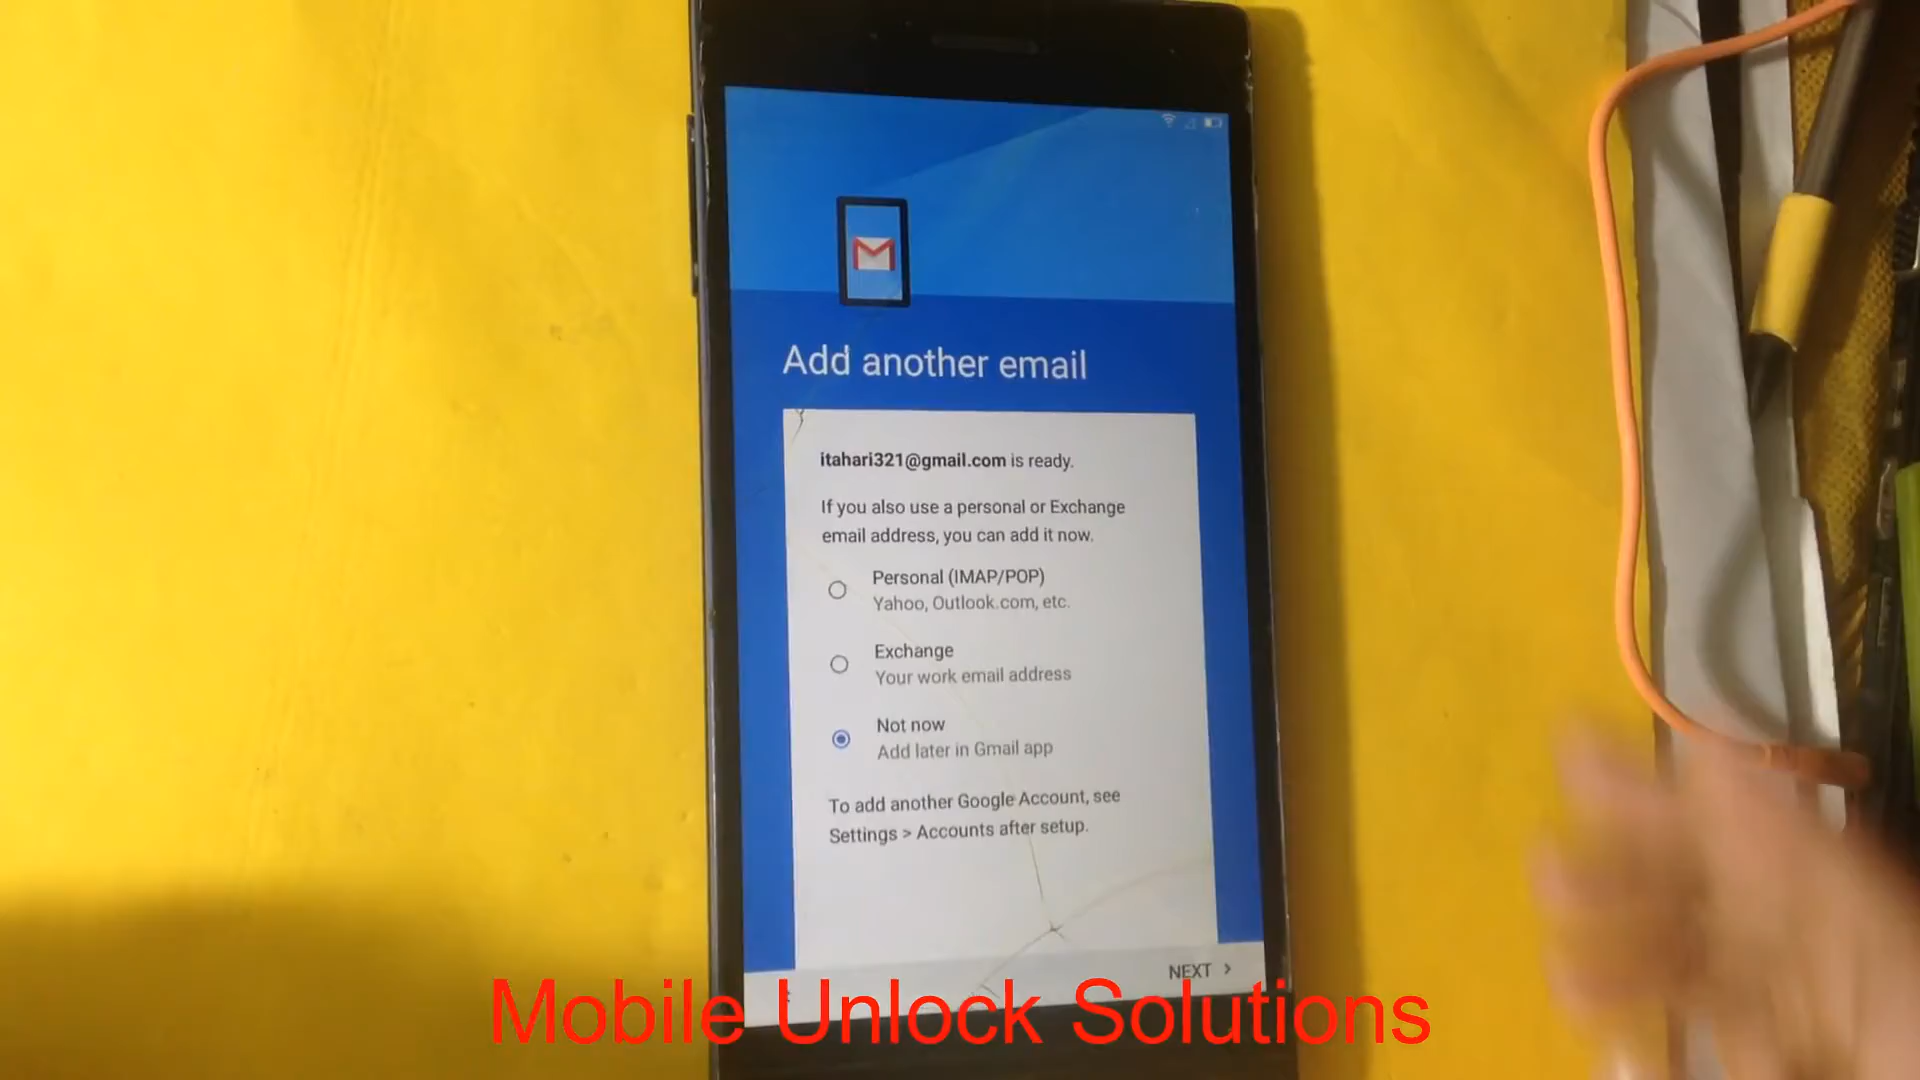 Add another email
itahari321@gmail.com is ready.
If you also use a personal or Exchange
email address, you can add it now.
Personal (IMAP/POP)
Yahoo, Outlook.com, etc.
Exchange
Your work email address
Not now
Add later in Gmail app
To add another Google Account, see
Settings > Accounts after setup.
NEXT >
Mobile Unlock Solutions